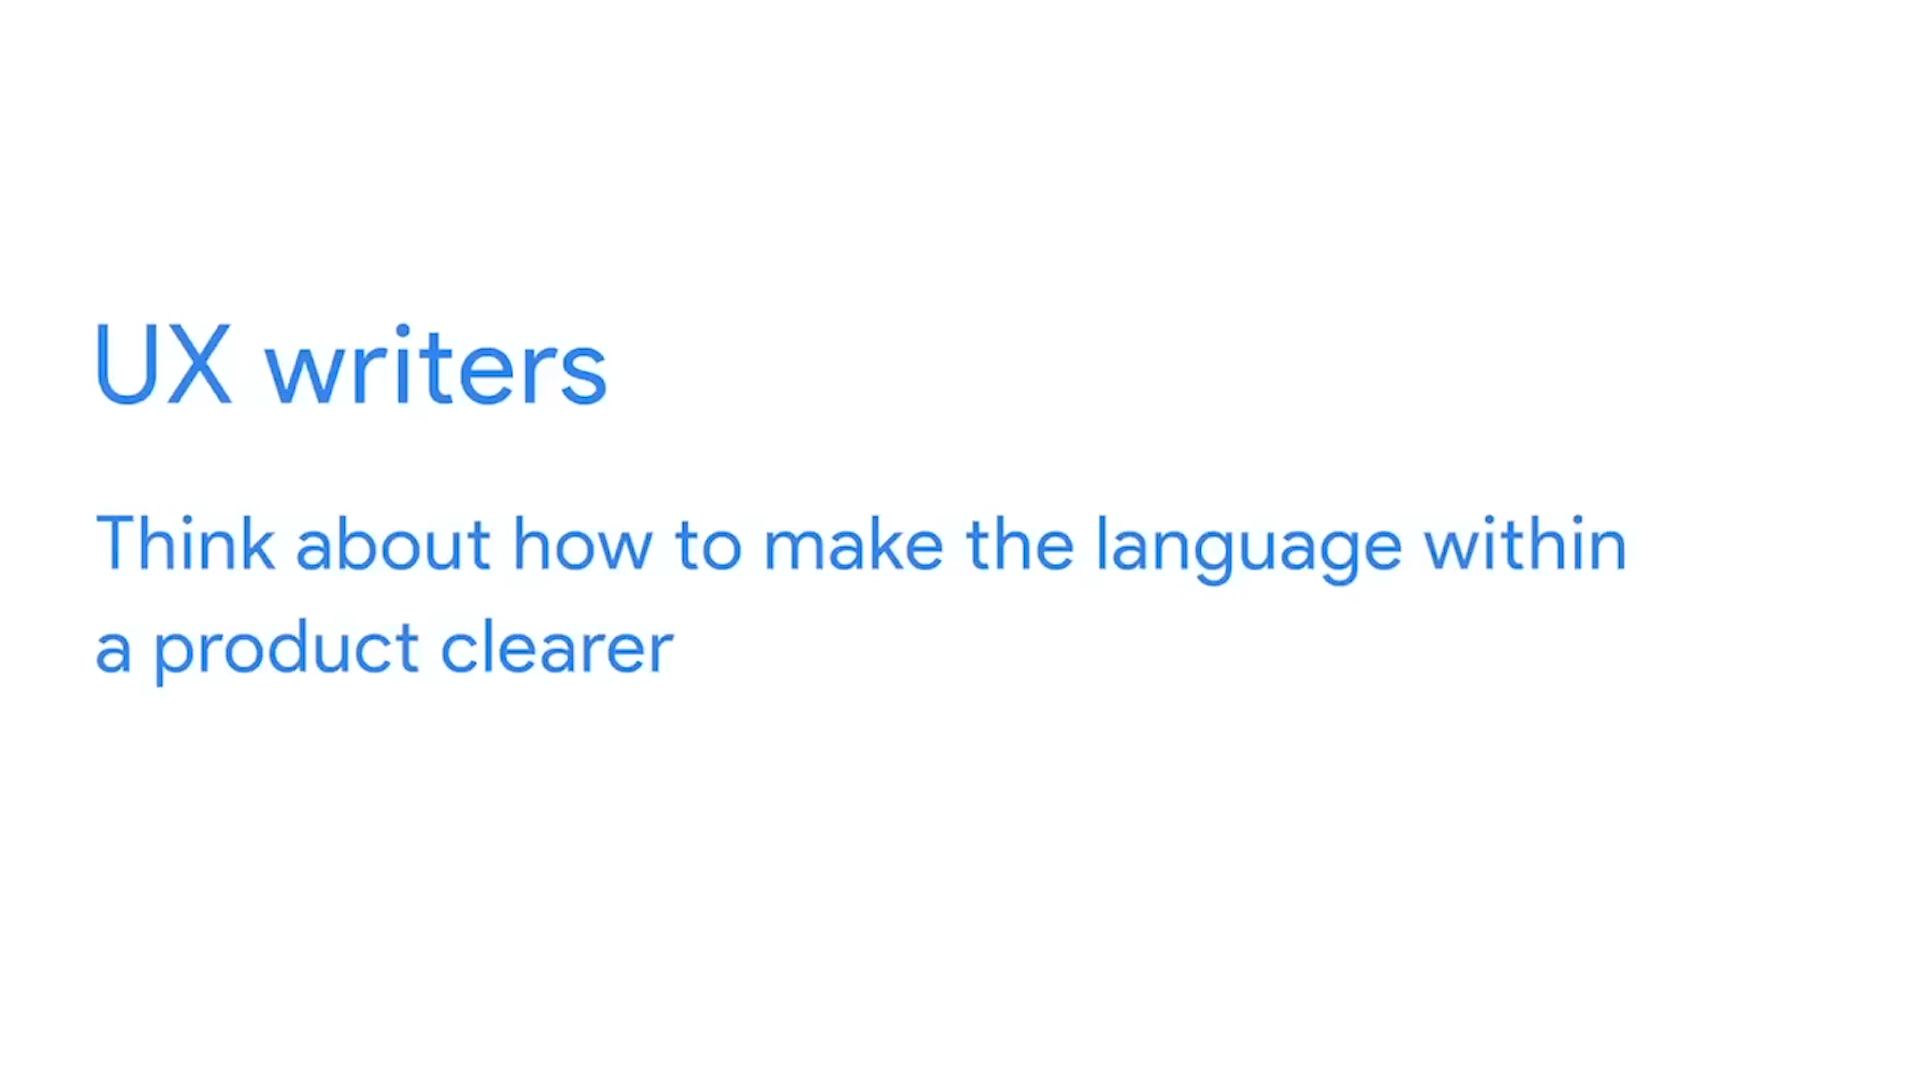 UX writers
Think about how to make the language within
a product clearer